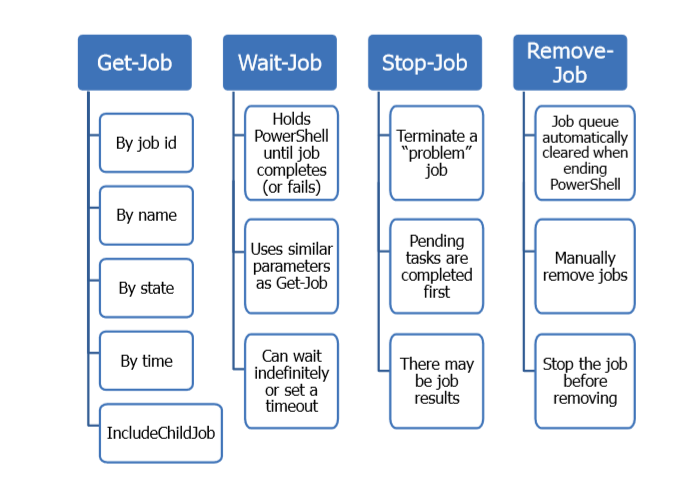 Get-Job
By job id
By name
By state
By time
IncludeChildJob
Wait-Job
Holds
PowerShell
until job
completes
(or fails)
Uses similar
parameters
as Get-Job
Can wait
indefinitely
or set a
timeout
Stop-Job
Terminate a
“problem”
job
Pending
tasks are
completed
first
There may
be job
results
Remove-
Job
Job queue
automatically
cleared when
ending
PowerShell
Manually
remove jobs
Stop the job
before
removing